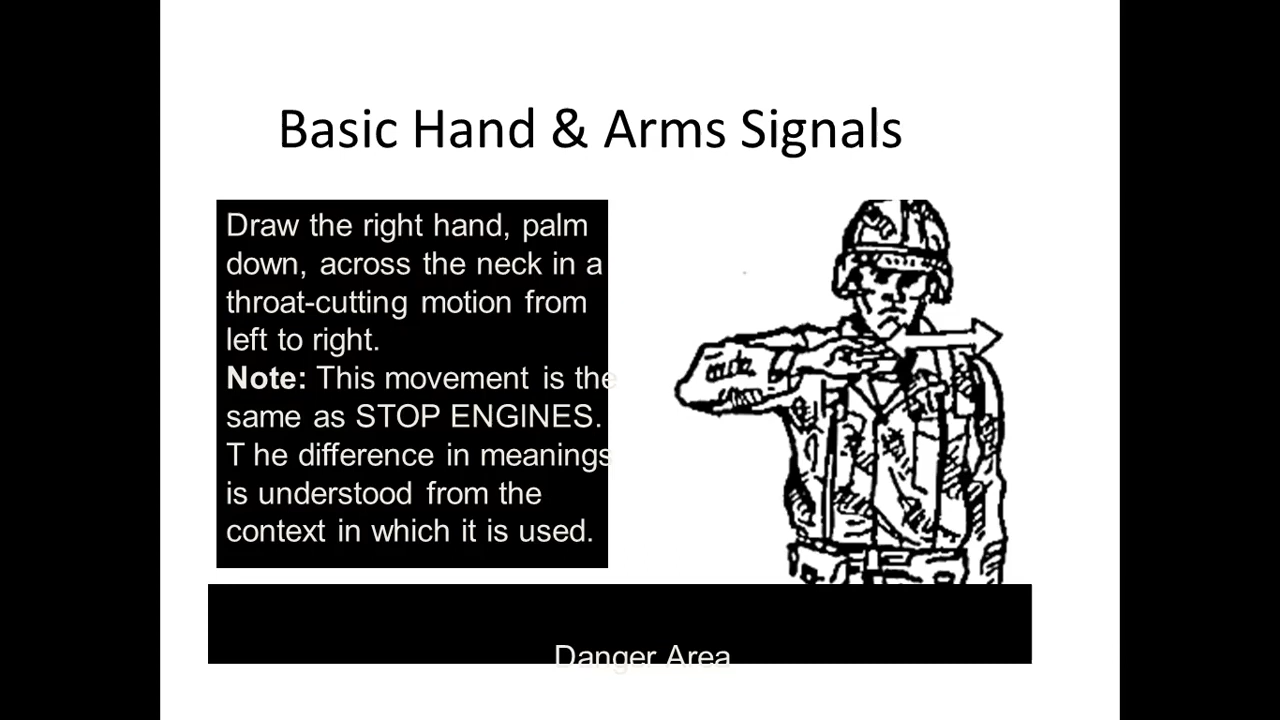 Basic Hand & Arms Signals
Draw the right hand, palm
down, across the neck in a
throat-cutting motion from
left to right.
Note: This movement is the
same as STOP ENGINES.
T he difference in meanings
is understood from the
context in which it is used.
Danger Area